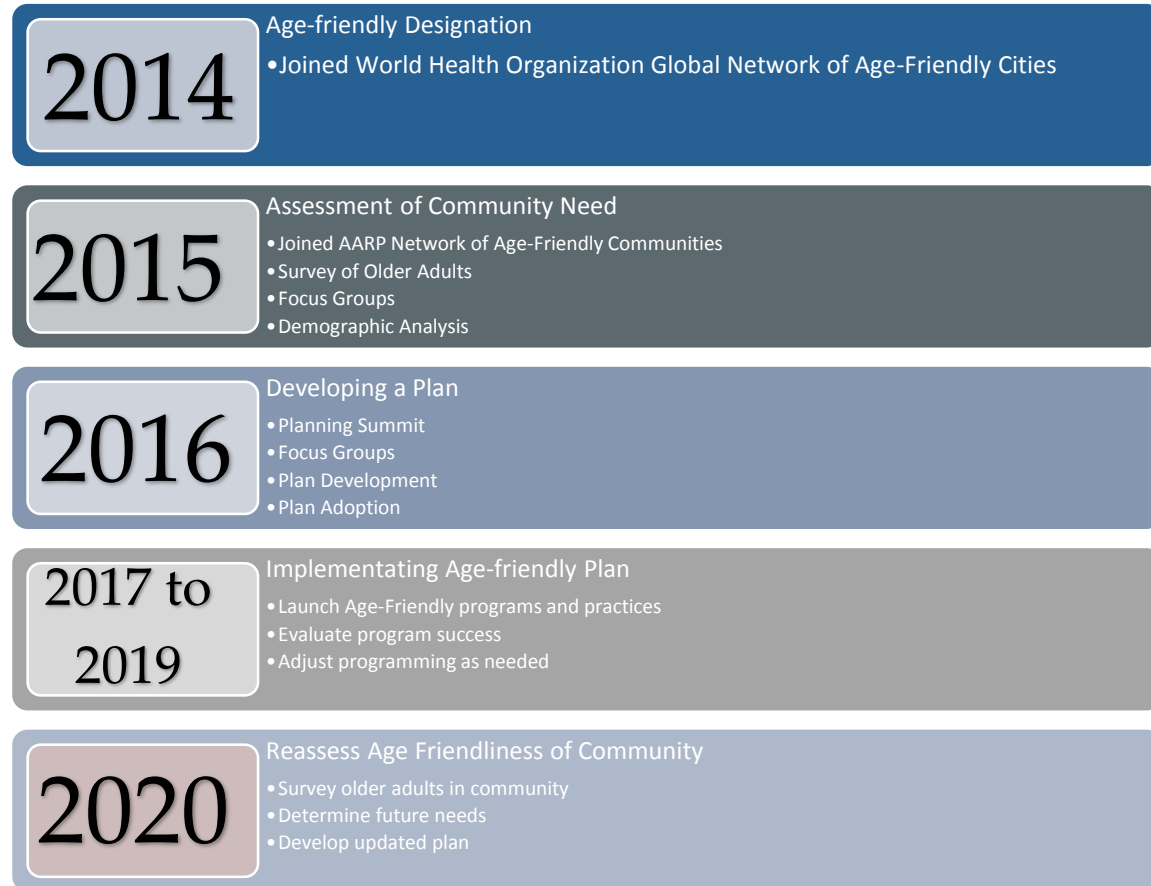 2014
Age-friendly Designation
•Joined World Health Organization Global Network of Age-Friendly Cities
2015
Assessment of Community Need
•Joined AARP Network of Age-Friendly Communities
•Survey of Older Adults
•Focus Groups
•Demographic Analysis
2016
Developing a Plan
•Planning Summit
•Focus Groups
•Plan Development
•Plan Adoption
2017 to
2019
Implementating Age-friendly Plan
•Launch Age-Friendly programs and practices
•Evaluate program success
•Adjust programming as needed
2020
Reassess Age Friendliness of Community
•Survey older adults in community
•Determine future needs
•Develop updated plan